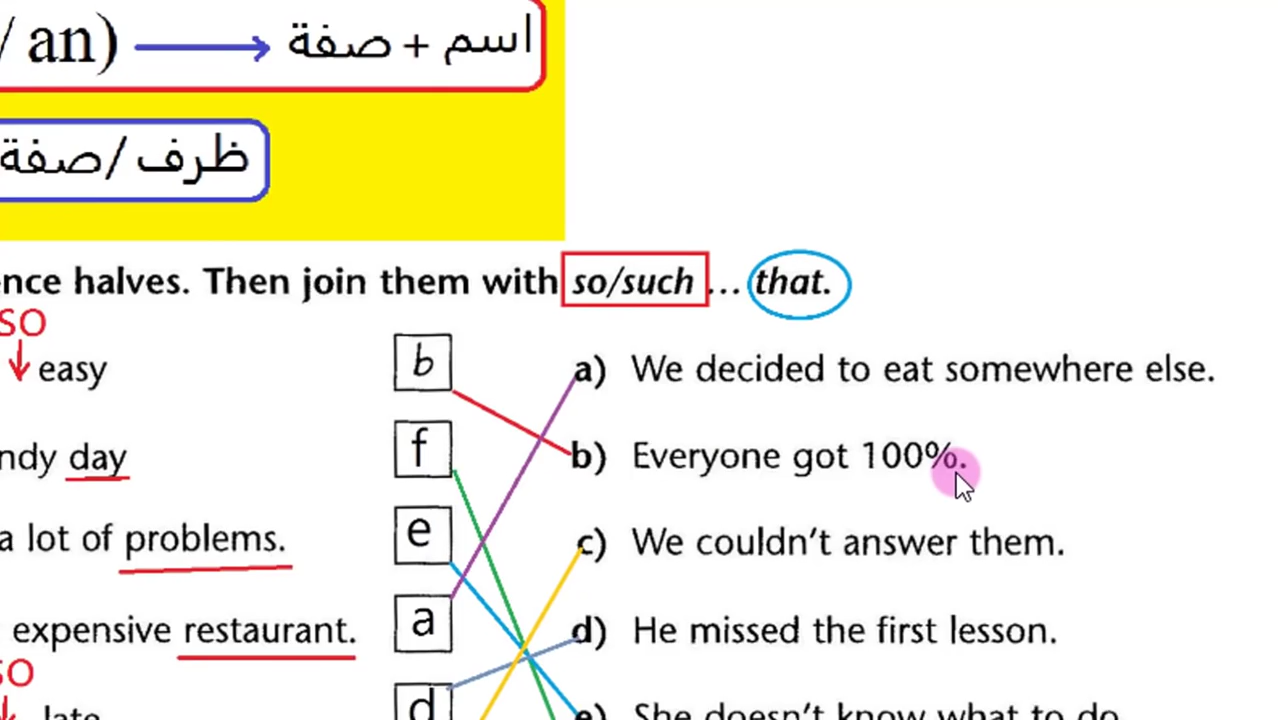 / an) → اسم + صفة
ظرف / صفة
ence halves. Then join them with so/such ... that.
SO
easy
b
a) We decided to eat somewhere else.
ndy day
f
b) Everyone got 100%.
a lot of problems.
e
c) We couldn't answer them.
expensive restaurant.
a
d) He missed the first lesson.
SO
late
d
e) She doesn't know what to do